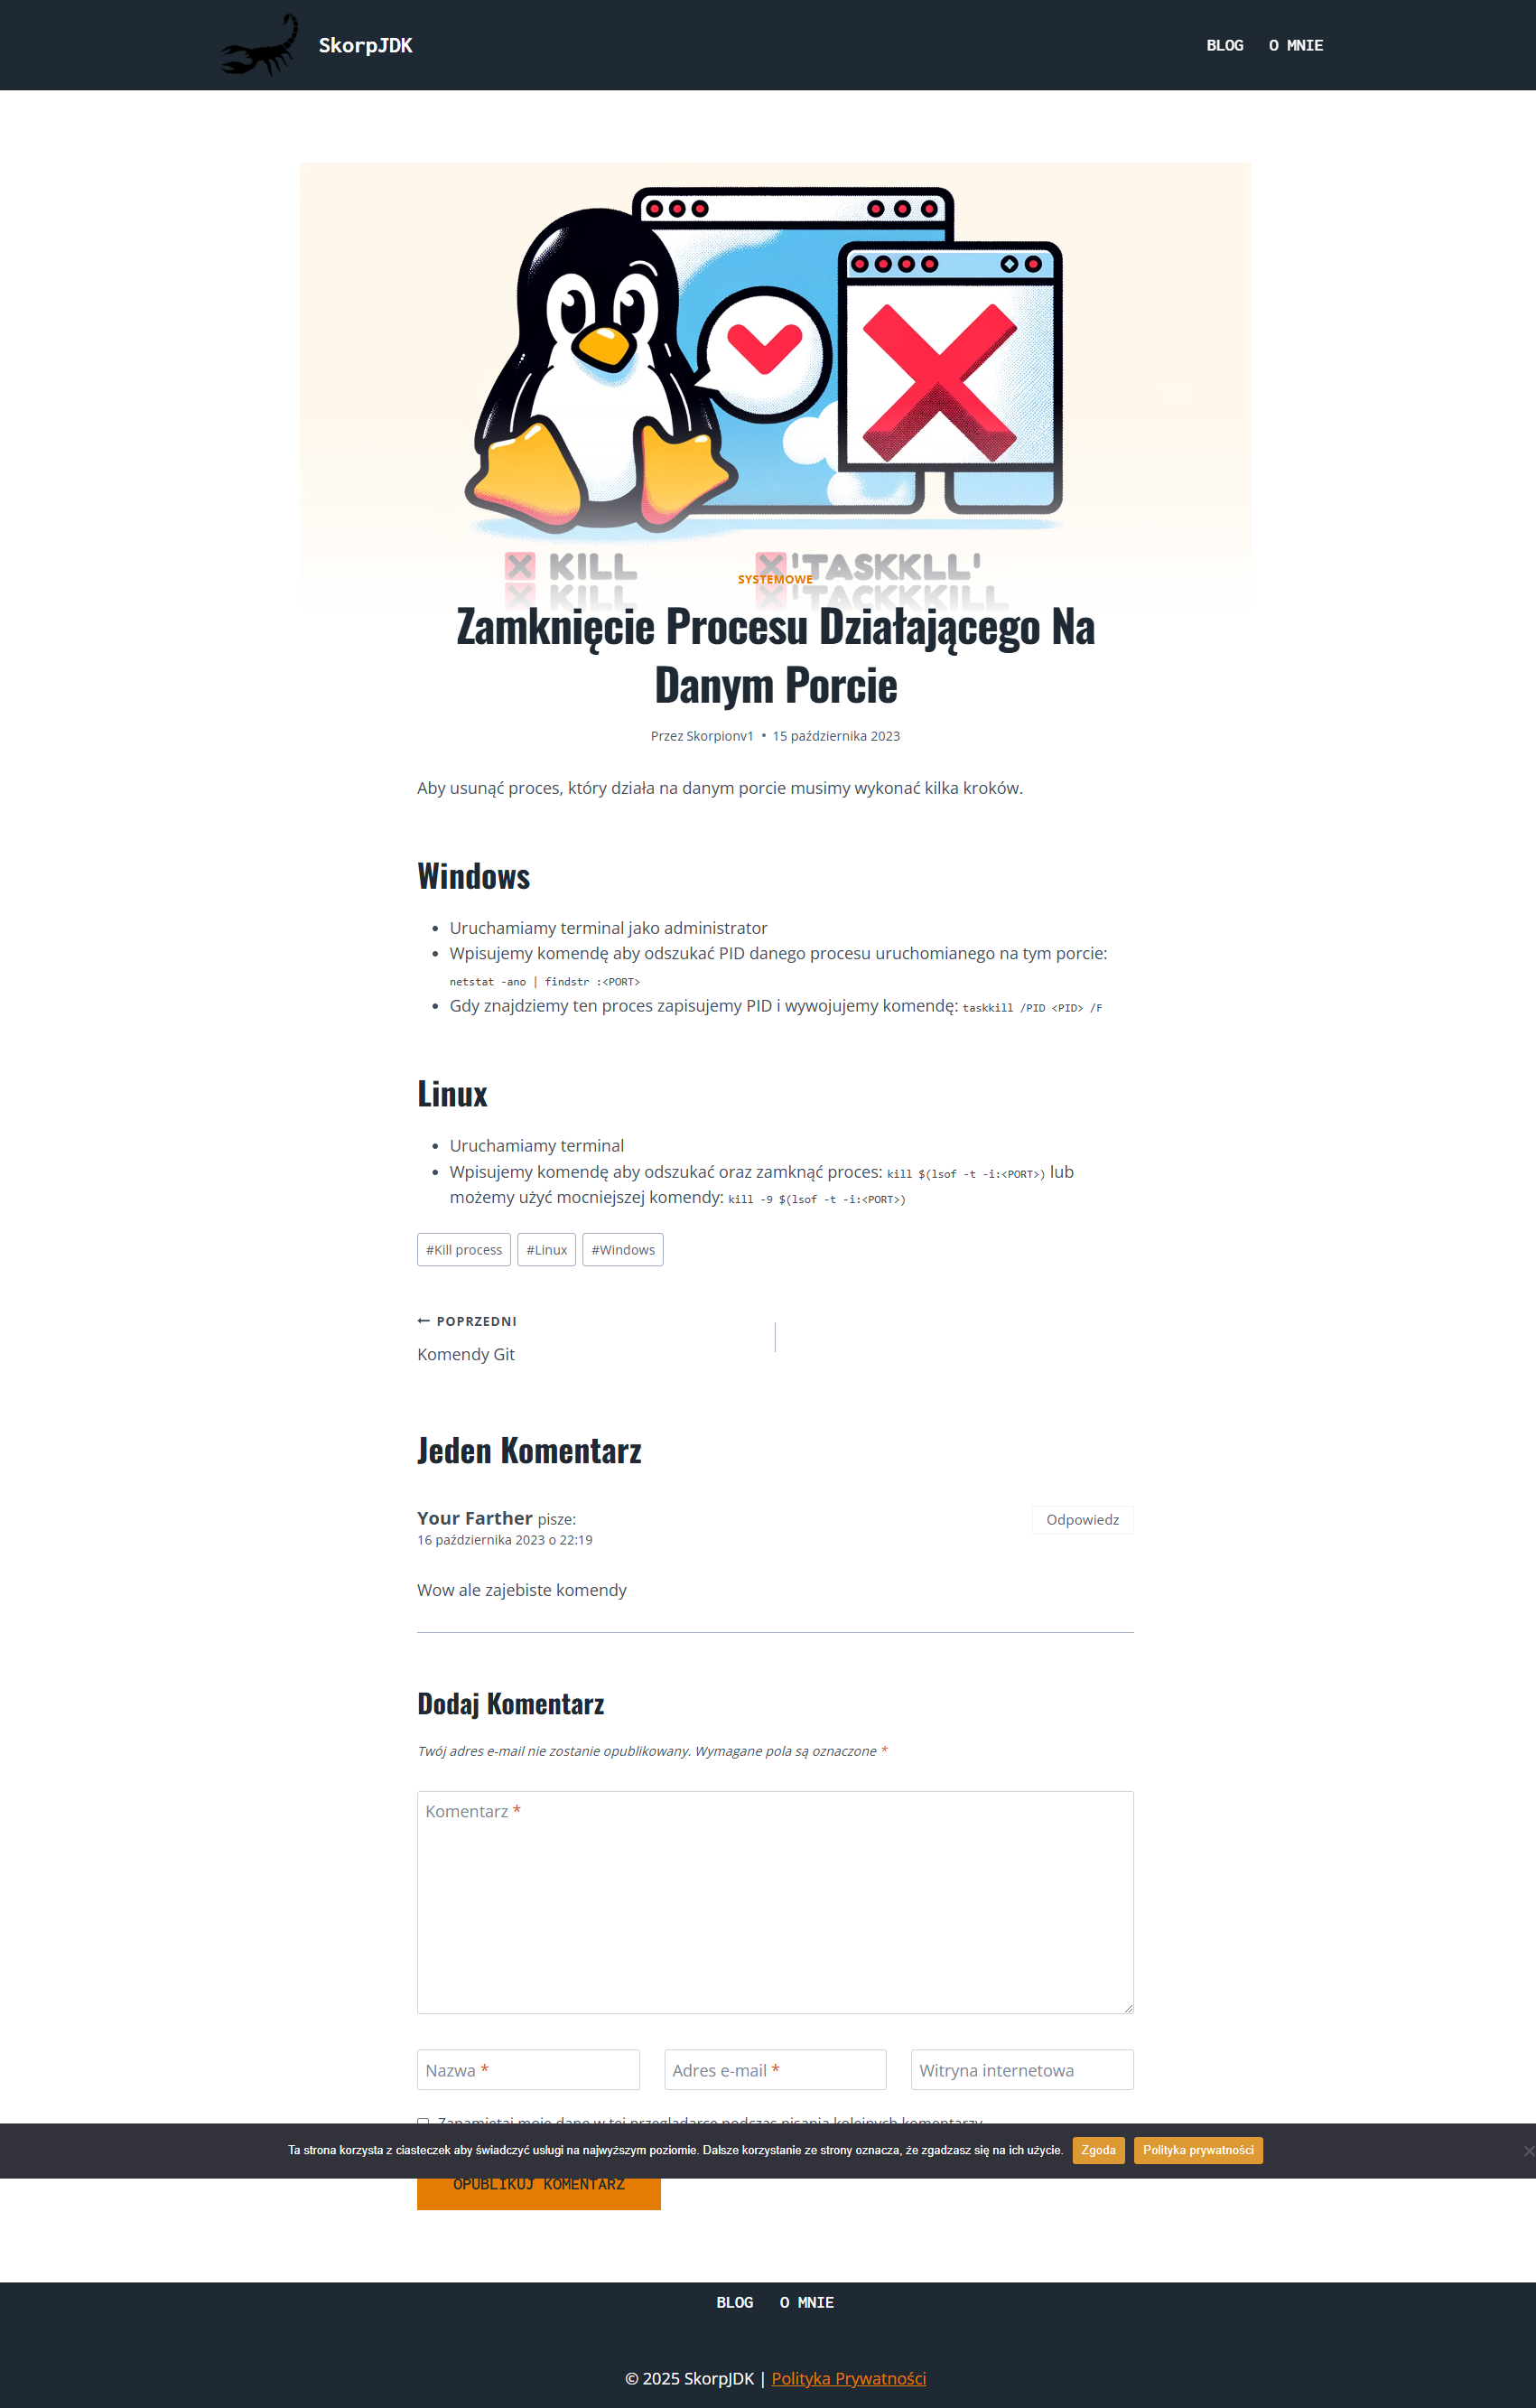 SkorpJDK
BLOG O MNIE
KILL 'TASKKLL'
SYSTEMOWE
Zamknięcie Procesu Działającego Na
Danym Porcie
Przez Skorpionv1 • 15 października 2023
Aby usunąć proces, który działa na danym porcie musimy wykonać kilka kroków.
Windows
• Uruchamiamy terminal jako administrator
• Wpisujemy komendę aby odszukać PID danego procesu uruchomianego na tym porcie:
netstat -ano | findstr :<PORT>
• Gdy znajdziemy ten proces zapisujemy PID i wywojujemy komendę: taskkill /PID <PID> /F
Linux
• Uruchamiamy terminal
• Wpisujemy komendę aby odszukać oraz zamknąć proces: kill $(lsof -t -i:<PORT>) lub
możemy użyć mocniejszej komendy: kill -9 $(lsof -t -i:<PORT>)
#Kill process #Linux #Windows
← POPRZEDNI
Komendy Git
Jeden Komentarz
Your Farther pisze: Odpowiedz
16 października 2023 o 22:19
Wow ale zajebiste komendy
Dodaj Komentarz
Twój adres e-mail nie zostanie opublikowany. Wymagane pola są oznaczone *
Komentarz *
Nazwa * Adres e-mail * Witryna internetowa
Zapamiętaj moje dane w tej przeglądarce podczas pisania kolejnych komentarzy.
Ta strona korzysta z ciasteczek aby świadczyć usługi na najwyższym poziomie. Dalsze korzystanie ze strony oznacza, że zgadzasz się na ich użycie. Zgoda Polityka prywatności
OPUBLIKUJ KOMENTARZ
BLOG O MNIE
© 2025 SkorpJDK | Polityka Prywatności